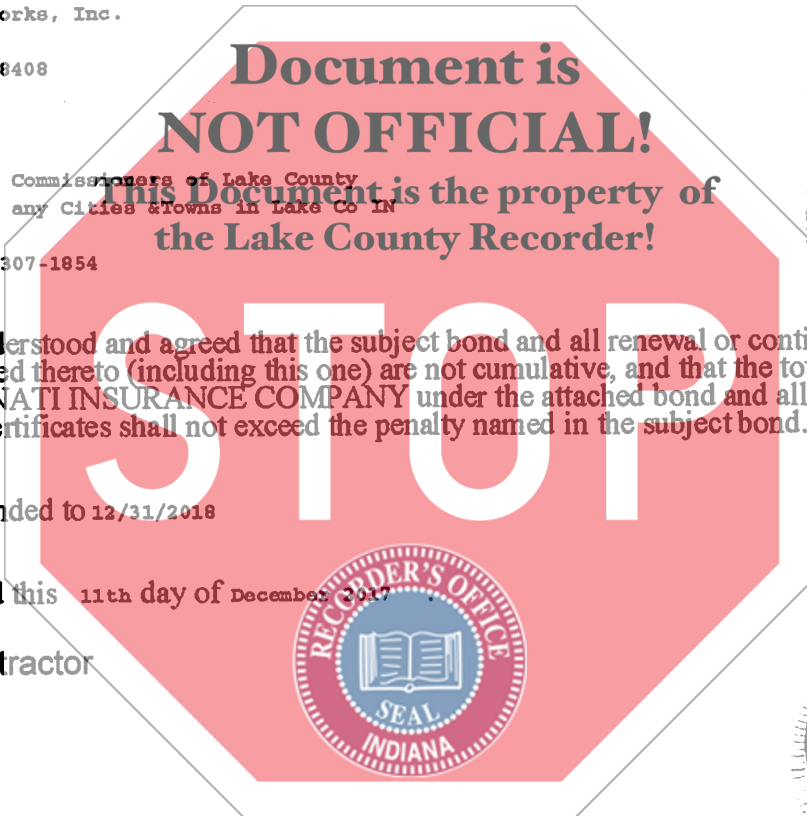 orks, Inc.
8408
Document is
NOT OFFICIAL!
Commissioners of Lake County
This Document is the property of
any Cities &Towns in Lake Co IN
the Lake County Recorder!
307-1854
STOP
erstood and agreed that the subject bond and all renewal or conti
ed thereto (including this one) are not cumulative, and that the to
NATI INSURANCE COMPANY under the attached bond and all
ertificates shall not exceed the penalty named in the subject bond.
nded to 12/31/2018
this 11th day of December 2017 .
tractor
RECORDER'S OFFICE
SEAL
INDIANA